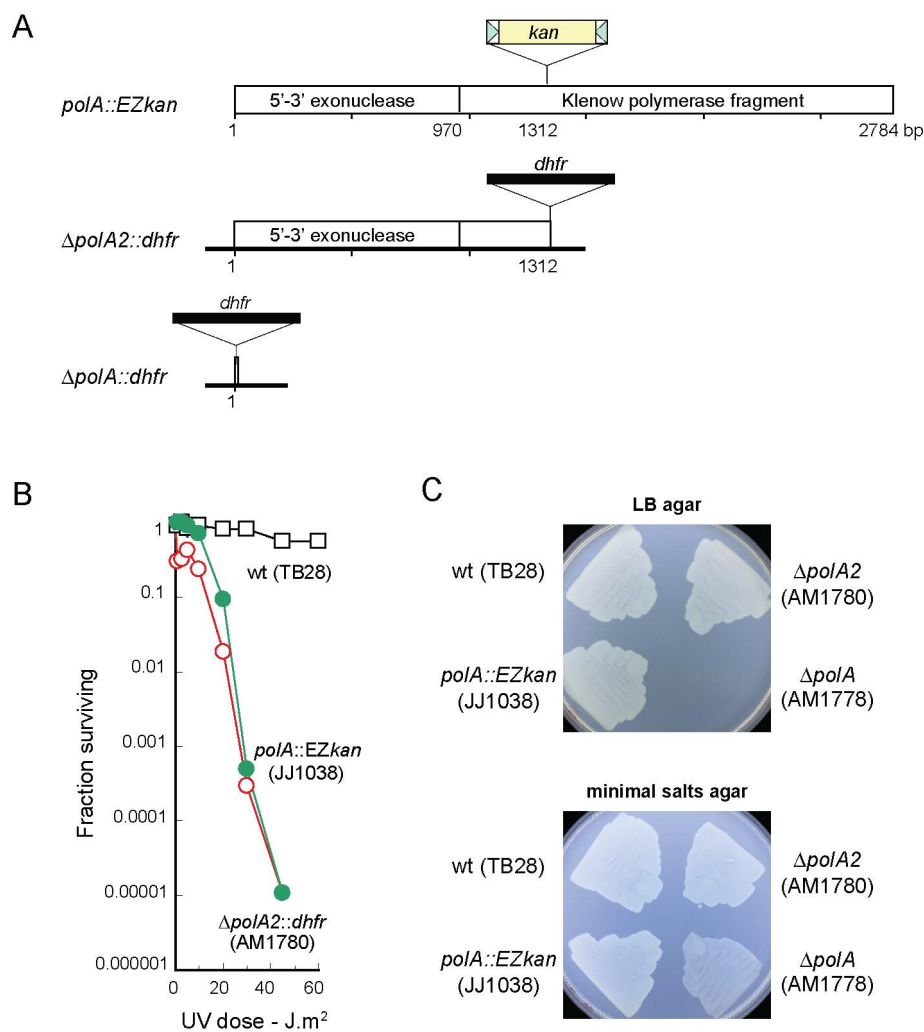 A
kan
polA::EZkan
5'-3' exonuclease
Klenow polymerase fragment
1
970
1312
2784 bp
dhfr
ΔpolA2::dhfr
5'-3' exonuclease
1
1312
dhfr
ΔpolA::dhfr
1
B
Fraction surviving
1
0.1
0.01
0.001
0.0001
0.00001
0.000001
wt (TB28)
polA::EZkan
(JJ1038)
ΔpolA2::dhfr
(AM1780)
0
20
40
60
UV dose - J.m²
C
LB agar
wt (TB28)
ΔpolA2
(AM1780)
polA::EZkan
(JJ1038)
ΔpolA
(AM1778)
minimal salts agar
wt (TB28)
ΔpolA2
(AM1780)
polA::EZkan
(JJ1038)
ΔpolA
(AM1778)